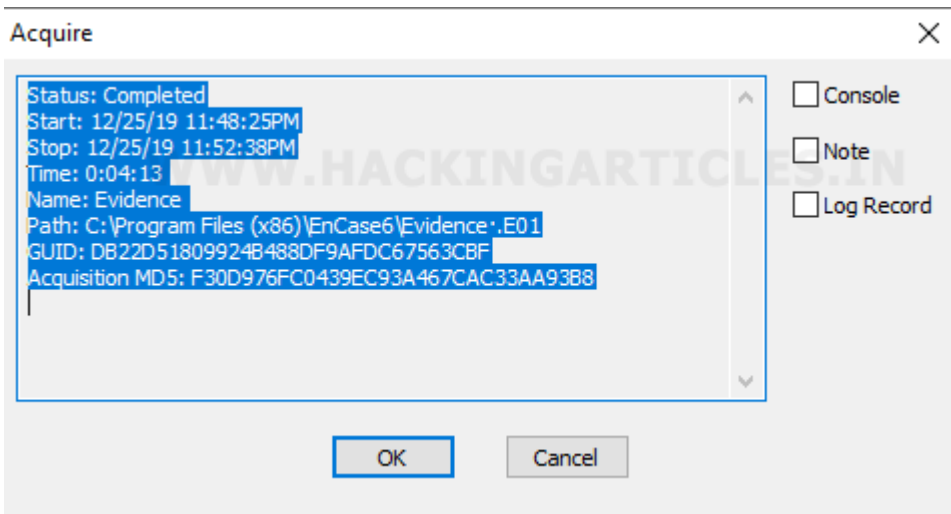 Acquire
Status: Completed
Start: 12/25/19 11:48:25PM
Stop: 12/25/19 11:52:38PM
Time: 0:04:13
Name: Evidence
Path: C:\Program Files (x86)\EnCase6\Evidence·.E01
GUID: DB22D51809924B488DF9AFDC67563CBF
Acquisition MD5: F30D976FC0439EC93A467CAC33AA93B8
Console
Note
Log Record
WWW.HACKINGARTICLES.IN
OK
Cancel